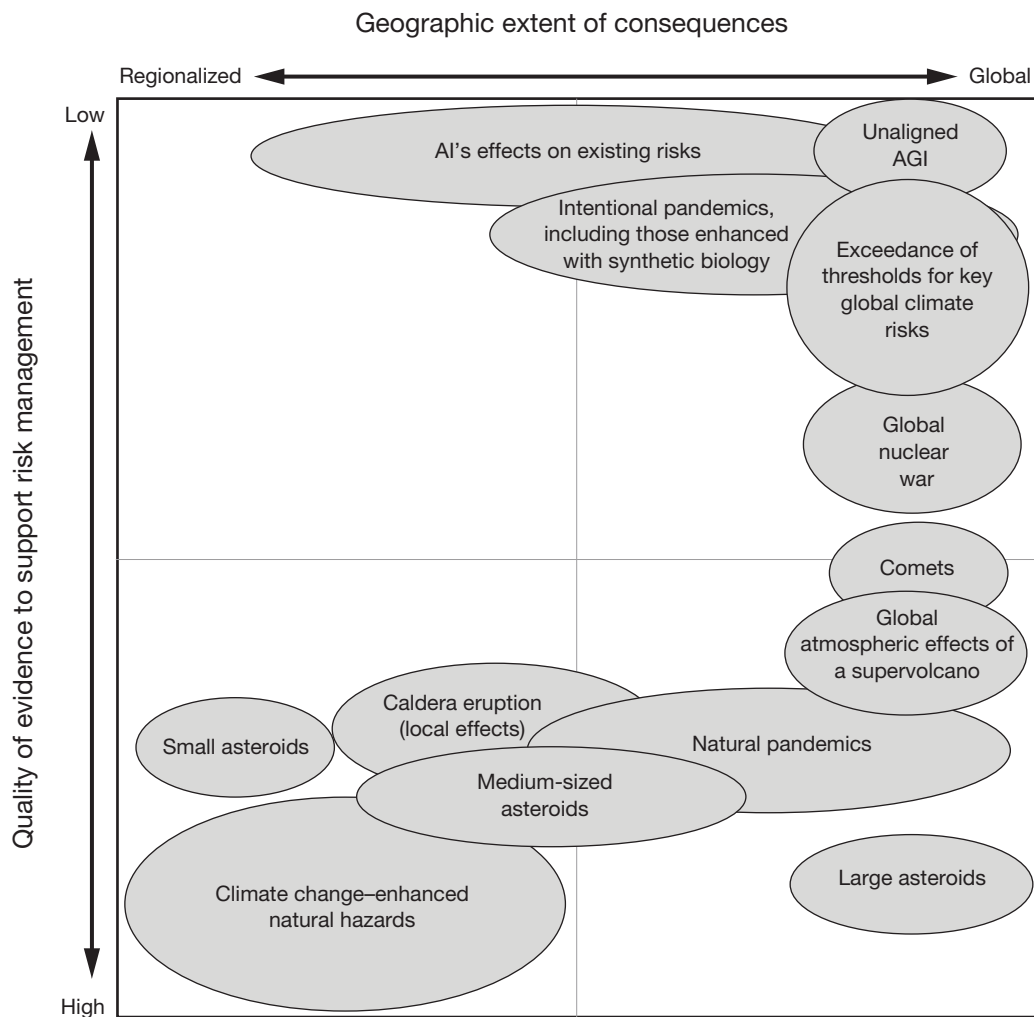 Geographic extent of consequences
Regionalized
Global
Low
Quality of evidence to support risk management
High
AI's effects on existing risks
Unaligned
AGI
Intentional pandemics,
including those enhanced
with synthetic biology
Exceedance of
thresholds for key
global climate
risks
Global
nuclear
war
Comets
Global
atmospheric effects of
a supervolcano
Caldera eruption
(local effects)
Small asteroids
Natural pandemics
Medium-sized
asteroids
Large asteroids
Climate change–enhanced
natural hazards